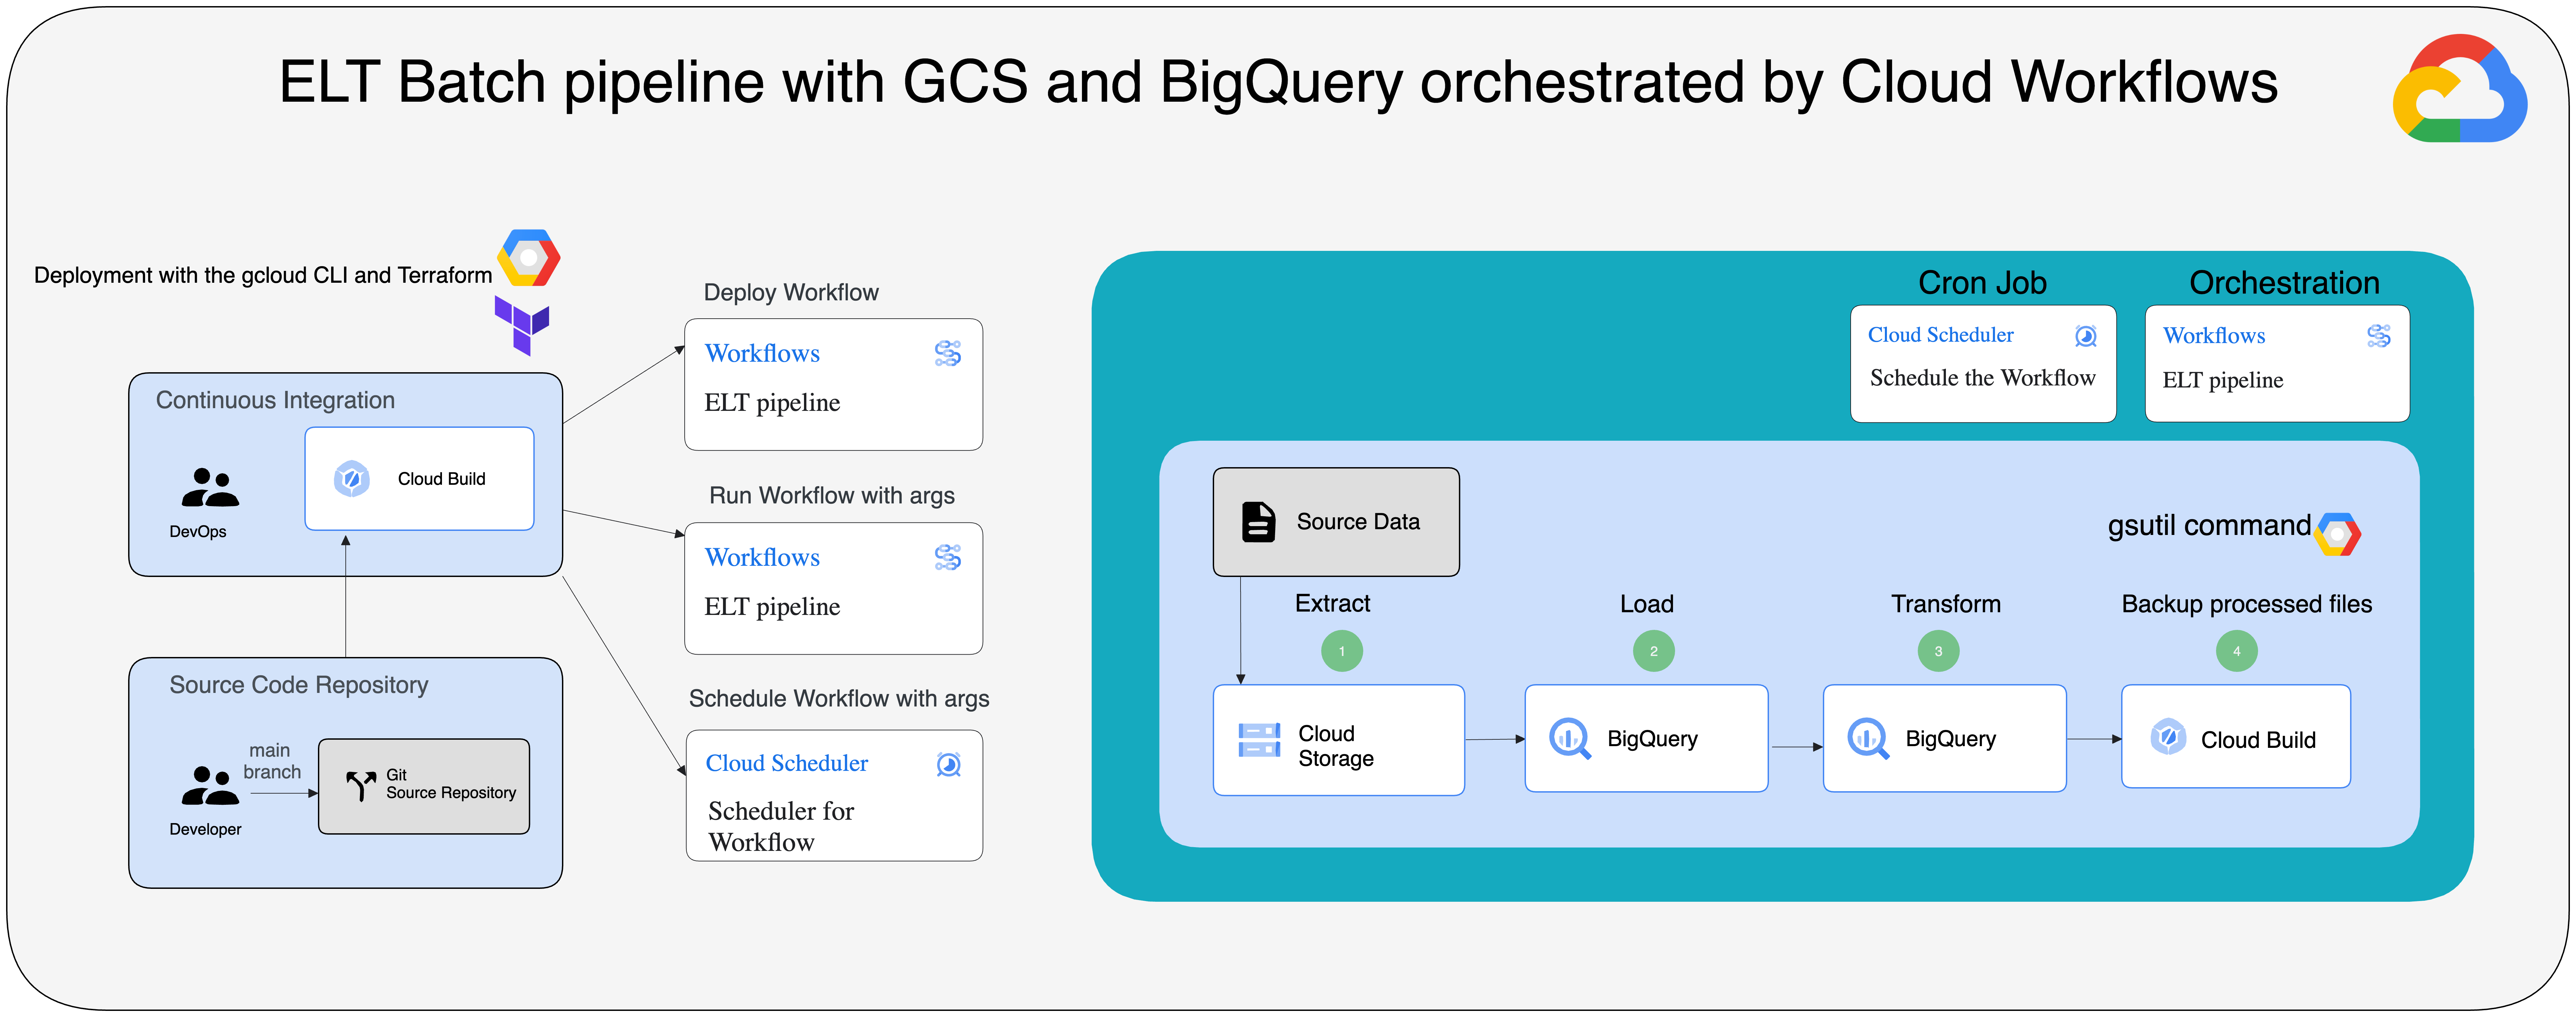 ELT Batch pipeline with GCS and BigQuery orchestrated by Cloud Workflows
Deployment with the gcloud CLI and Terraform
Continuous Integration
Cloud Build
DevOps
Source Code Repository
main
branch
Git
Source Repository
Developer
Deploy Workflow
Workflows
ELT pipeline
Run Workflow with args
Workflows
ELT pipeline
Schedule Workflow with args
Cloud Scheduler
Scheduler for
Workflow
Cron Job
Cloud Scheduler
Schedule the Workflow
Orchestration
Workflows
ELT pipeline
Source Data
gsutil command
Extract
1
Cloud
Storage
Load
2
BigQuery
Transform
3
BigQuery
Backup processed files
4
Cloud Build